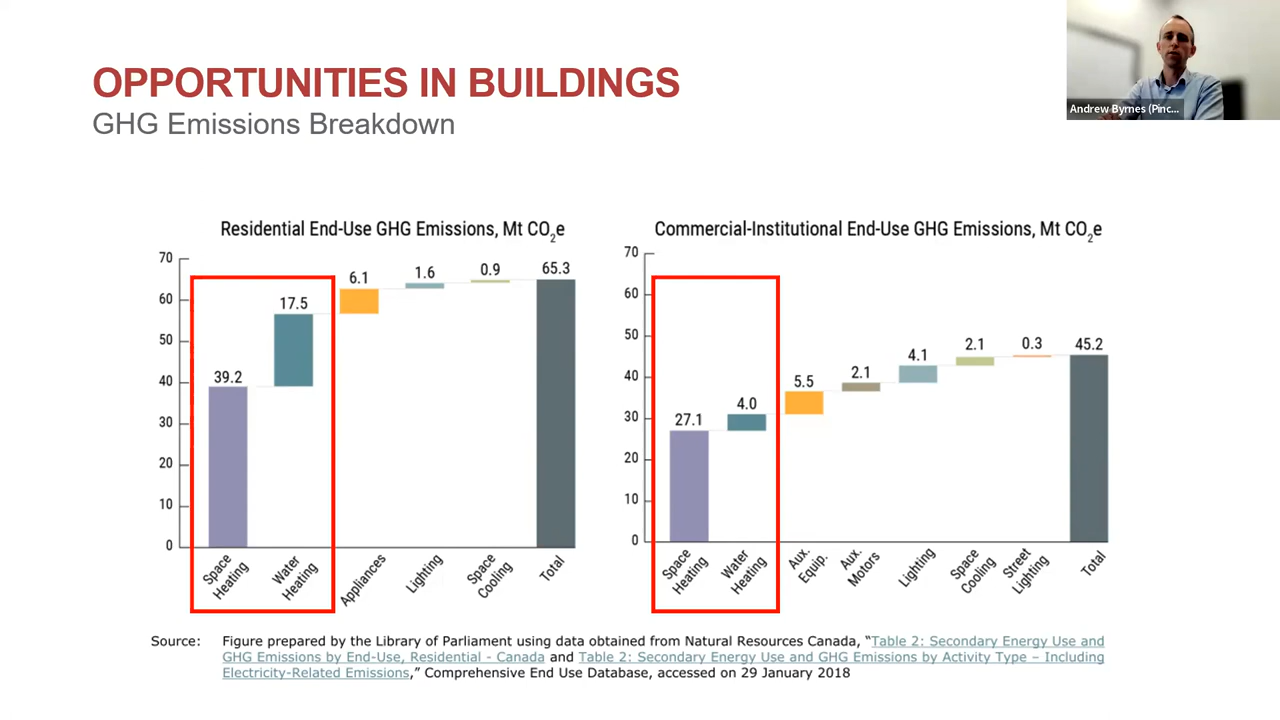 OPPORTUNITIES IN BUILDINGS
GHG Emissions Breakdown
Andrew Byrnes (Pinc...
Residential End-Use GHG Emissions, Mt CO2e
70
60
50
40
30
20
10
0
39.2
17.5
6.1
1.6
0.9
65.3
Space Heating
Water Heating
Appliances
Lighting
Space Cooling
Total
Commercial-Institutional End-Use GHG Emissions, Mt CO2e
70
60
50
40
30
20
10
0
27.1
4.0
5.5
2.1
4.1
2.1
0.3
45.2
Space Heating
Water Heating
Aux. Equip.
Aux. Motors
Lighting
Space Cooling
Street Lighting
Total
Source: Figure prepared by the Library of Parliament using data obtained from Natural Resources Canada, “Table 2: Secondary Energy Use and
GHG Emissions by End-Use, Residential - Canada and Table 2: Secondary Energy Use and GHG Emissions by Activity Type – Including
Electricity-Related Emissions,” Comprehensive End Use Database, accessed on 29 January 2018